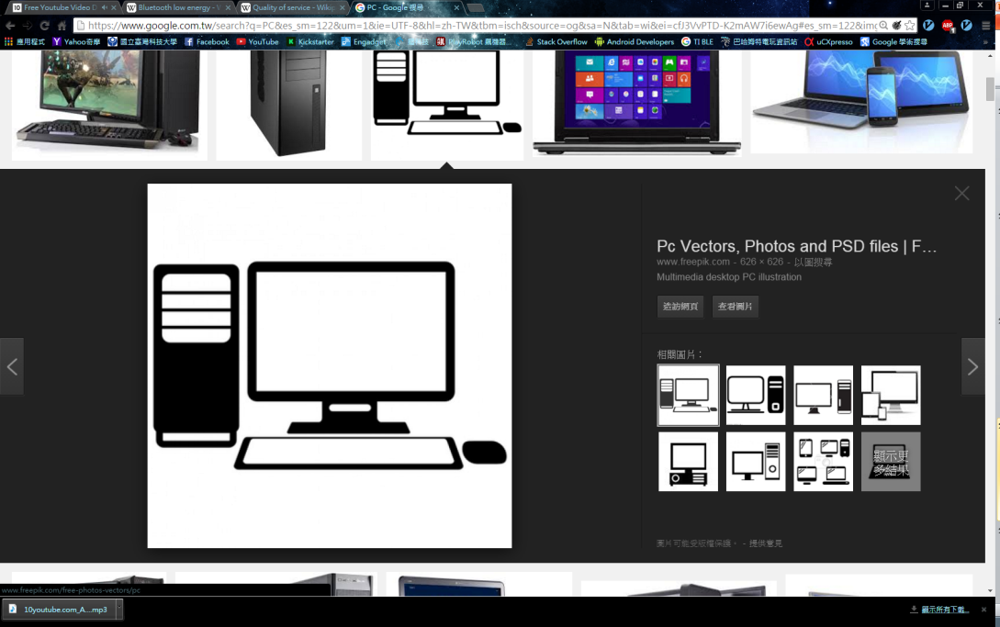 Free Youtube Video D
Bluetooth low energy - V
Quality of service - Wikip
PC - Google 搜尋
https://www.google.com.tw/search?q=PC&es_sm=122&um=1&ie=UTF-8&hl=zh-TW&tbm=isch&source=og&sa=N&tab=wi&ei=cfJ3VvPTD-K2mAW7i6ewAg#es_sm=122&imc
應用程式
Yahoo奇摩
國立臺灣科技大學
Facebook
YouTube
Kickstarter
Engadget
PlayRobot 飆機器...
Stack Overflow
Android Developers
TI BLE
巴哈姆特電玩資訊站
uCXpresso
Google 學術搜尋
Pc Vectors, Photos and PSD files | F...
www.freepik.com - 626 × 626 - 以圖搜尋
Multimedia desktop PC illustration
造訪網頁
查看圖片
相關圖片：
顯示更
多結果
圖片可能受版權保護。 - 提供意見
www.freepik.com/free-photos-vectors/pc
10youtube.com_A....mp3
顯示所有下載...